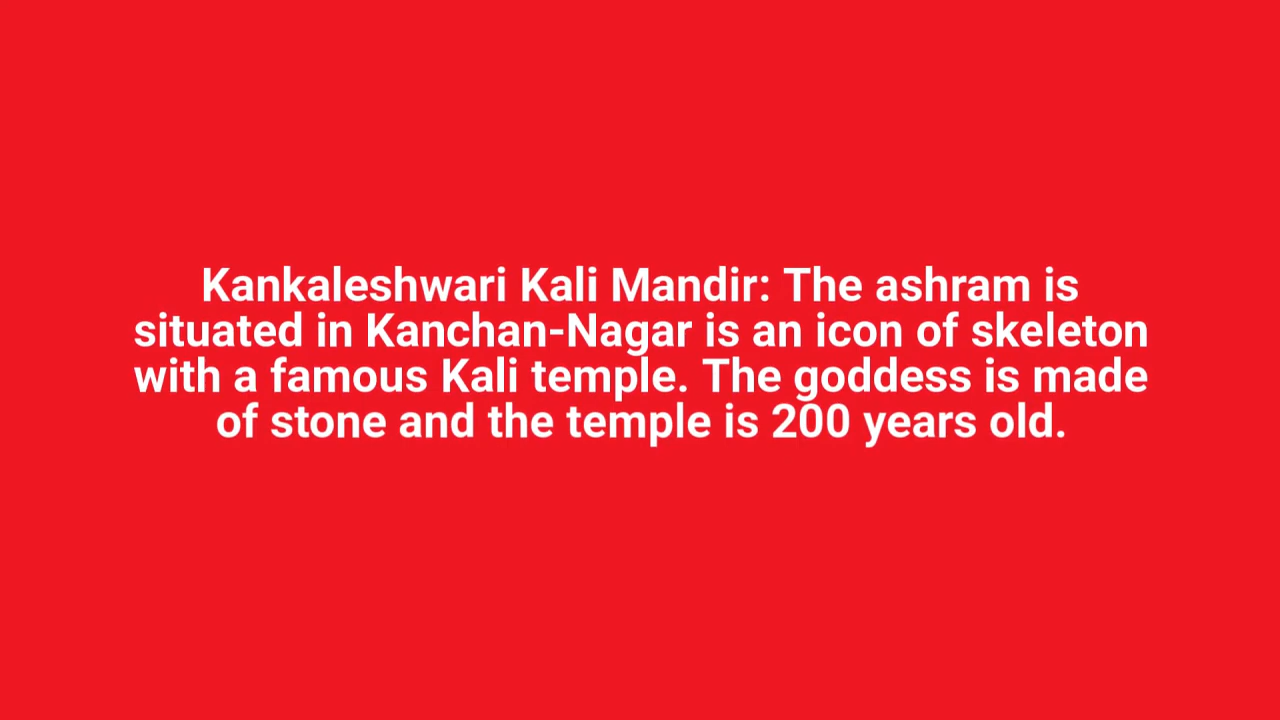 Kankaleshwari Kali Mandir: The ashram is
situated in Kanchan-Nagar is an icon of skeleton
with a famous Kali temple. The goddess is made
of stone and the temple is 200 years old.